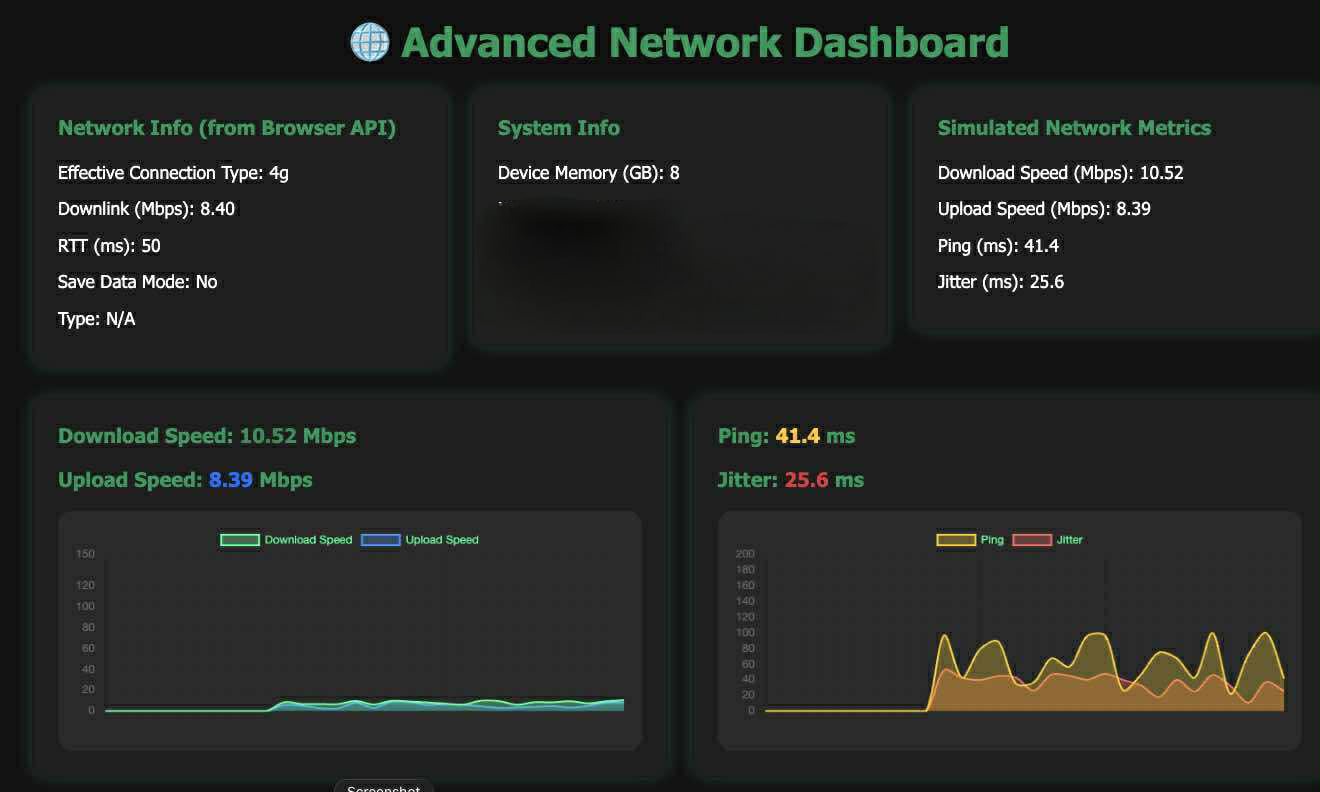 Advanced Network Dashboard
Network Info (from Browser API)
Effective Connection Type: 4g
Downlink (Mbps): 8.40
RTT (ms): 50
Save Data Mode: No
Type: N/A
System Info
Device Memory (GB): 8
Simulated Network Metrics
Download Speed (Mbps): 10.52
Upload Speed (Mbps): 8.39
Ping (ms): 41.4
Jitter (ms): 25.6
Download Speed: 10.52 Mbps
Upload Speed: 8.39 Mbps
Download Speed Upload Speed
150
120
100
80
60
40
20
0
Ping: 41.4 ms
Jitter: 25.6 ms
Ping Jitter
200
180
160
140
120
100
80
60
40
20
0
Screenshot